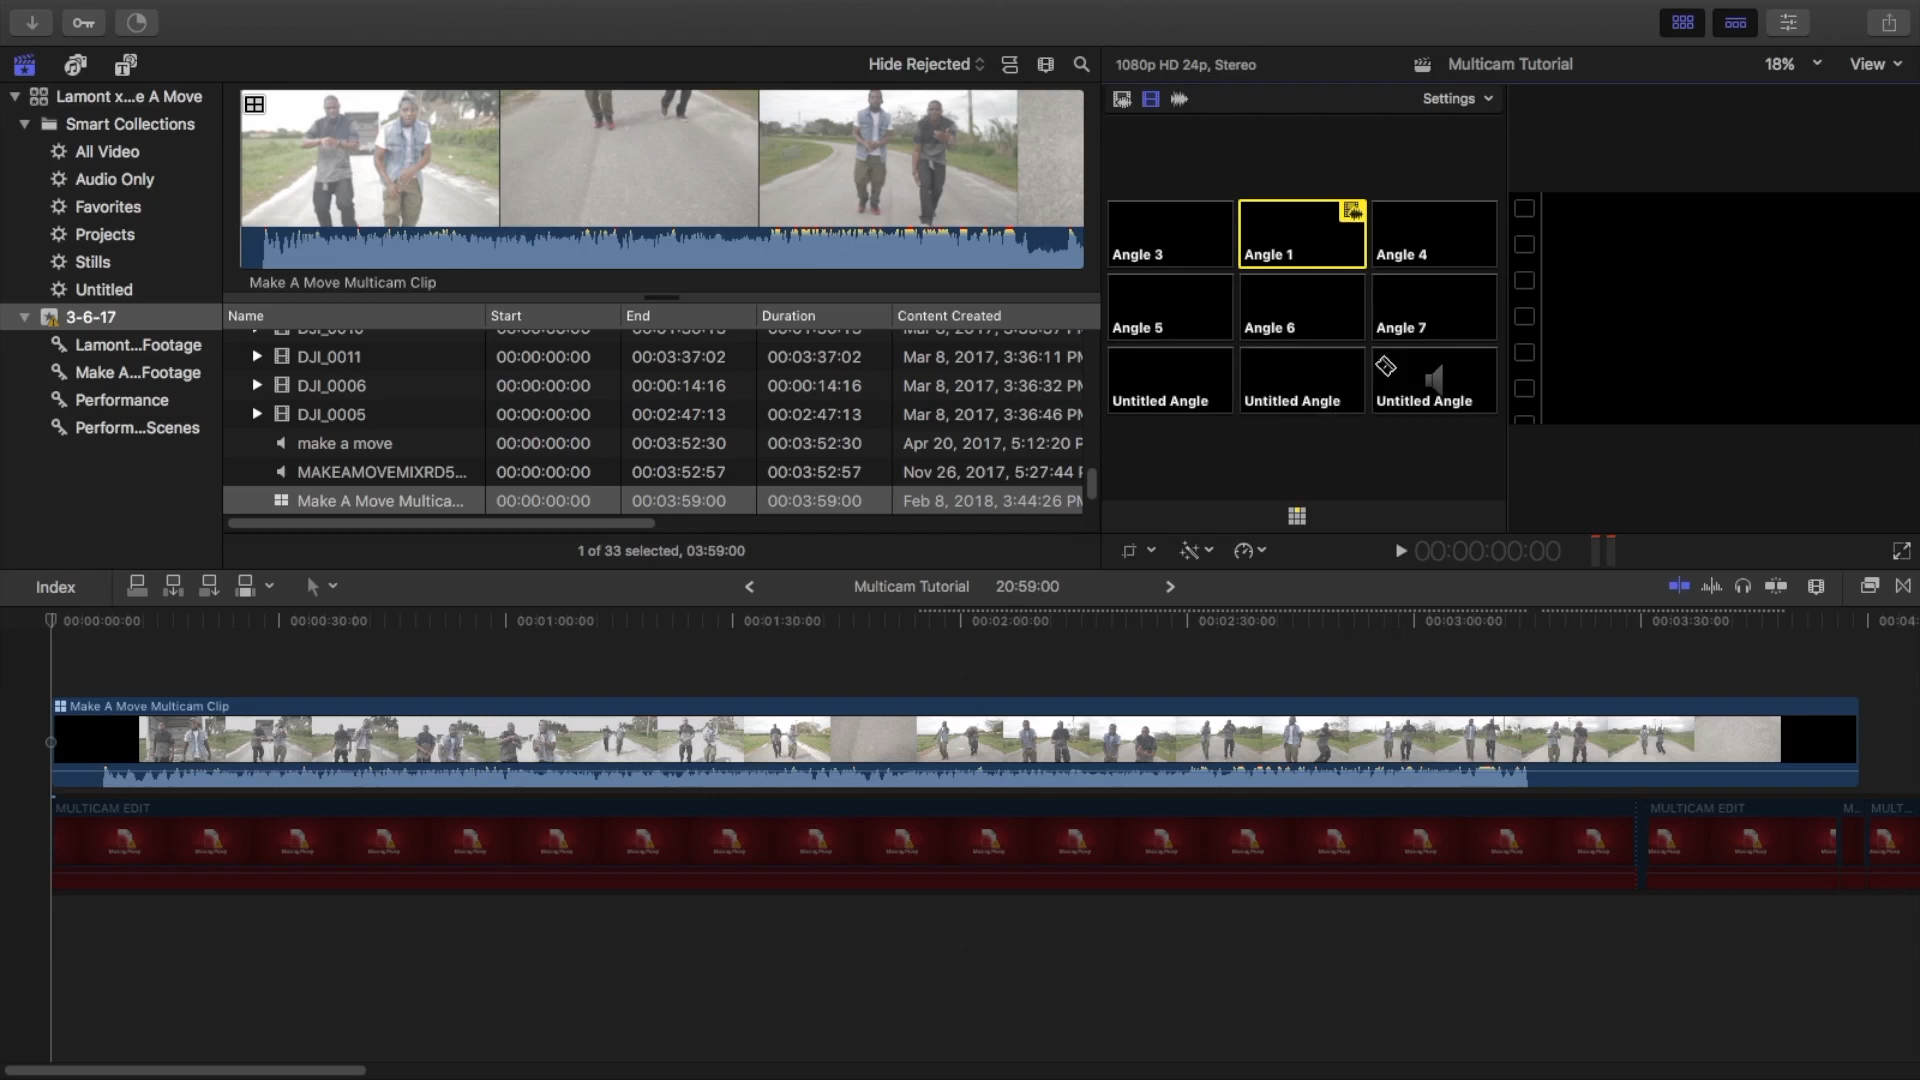 Hide Rejected
1080p HD 24p, Stereo
Multicam Tutorial
18%
View
Lamont x...e A Move
Smart Collections
All Video
Audio Only
Favorites
Projects
Stills
Untitled
3-6-17
Lamont...Footage
Make A...Footage
Performance
Perform...Scenes
Make A Move Multicam Clip
Name Start End Duration Content Created
DJI_0011 00:00:00:00 00:03:37:02 00:03:37:02 Mar 8, 2017, 3:36:11 PM
DJI_0006 00:00:00:00 00:00:14:16 00:00:14:16 Mar 8, 2017, 3:36:32 PM
DJI_0005 00:00:00:00 00:02:47:13 00:02:47:13 Mar 8, 2017, 3:36:46 PM
make a move 00:00:00:00 00:03:52:30 00:03:52:30 Apr 20, 2017, 5:12:20 P
MAKEAMOVEMIXRD5... 00:00:00:00 00:03:52:57 00:03:52:57 Nov 26, 2017, 5:27:44
Make A Move Multica... 00:00:00:00 00:03:59:00 00:03:59:00 Feb 8, 2018, 3:44:26 PM
1 of 33 selected, 03:59:00
Settings
Angle 3
Angle 1
Angle 4
Angle 5
Angle 6
Angle 7
Untitled Angle
Untitled Angle
Untitled Angle
00:00:00:00
Index
Multicam Tutorial
20:59:00
00:00:00:00
00:00:30:00
00:01:00:00
00:01:30:00
00:02:00:00
00:02:30:00
00:03:00:00
00:03:30:00
00:04:
Make A Move Multicam Clip
MULTICAM EDIT
MULTICAM EDIT
M...
MULT...